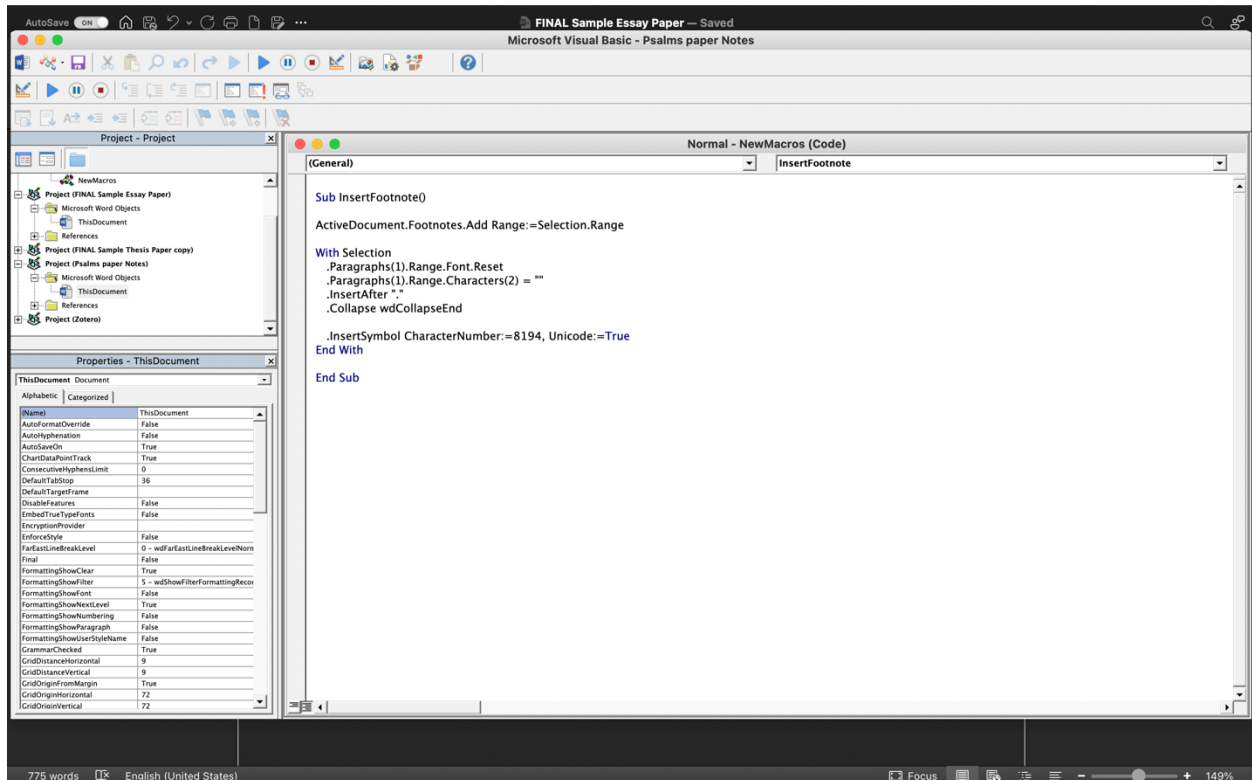 AutoSave ON
FINAL Sample Essay Paper — Saved
Microsoft Visual Basic - Psalms paper Notes
Project - Project
NewMacros
Project (FINAL Sample Essay Paper)
Microsoft Word Objects
ThisDocument
References
Project (FINAL Sample Thesis Paper copy)
Project (Psalms paper Notes)
Microsoft Word Objects
ThisDocument
References
Project (Zotero)
Properties - ThisDocument
ThisDocument Document
Alphabetic Categorized
(Name) ThisDocument
AutoFormatOverride False
AutoHyphenation False
AutoSaveOn True
ChartDataPointTrack True
ConsecutiveHyphensLimit 0
DefaultTabStop 36
DefaultTargetFrame
DisableFeatures False
EmbedTrueTypeFonts False
EncryptionProvider
EnforceStyle False
FarEastLineBreakLevel 0 - wdFarEastLineBreakLevelNorn
Final False
FormattingShowClear True
FormattingShowFilter 5 - wdShowFilterFormattingRecor
FormattingShowFont False
FormattingShowNextLevel True
FormattingShowNumbering False
FormattingShowParagraph False
FormattingShowUserStyleName False
GrammarChecked True
GridDistanceHorizontal 9
GridDistanceVertical 9
GridOriginFromMargin True
GridOriginHorizontal 72
GridOriginVertical 72
Normal - NewMacros (Code)
(General) InsertFootnote
Sub InsertFootnote()
ActiveDocument.Footnotes.Add Range:=Selection.Range
With Selection
.Paragraphs(1).Range.Font.Reset
.Paragraphs(1).Range.Characters(2) = ""
.InsertAfter "."
.Collapse wdCollapseEnd
.InsertSymbol CharacterNumber:=8194, Unicode:=True
End With
End Sub
775 words English (United States) Focus 149%